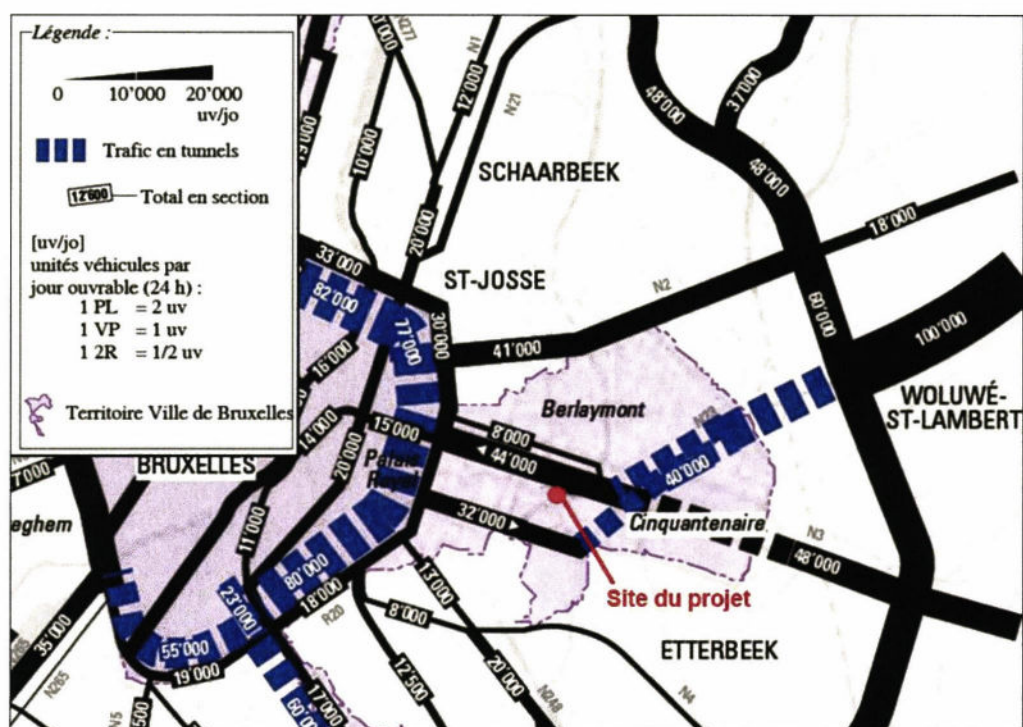 Légende :
0 10'000 20'000
uv/jo
Trafic en tunnels
12'600 Total en section
[uv/jo]
unités véhicules par
jour ouvrable (24 h) :
1 PL = 2 uv
1 VP = 1 uv
1 2R = 1/2 uv
Territoire Ville de Bruxelles
N277
N1
12'000
N21
10'000
20'000
SCHAARBEEK
ST-JOSSE
48'000
37'000
48'000
18'000
60'000
100'000
N2
41'000
33'000
82'000
77'000
30'000
16'000
14'000
15'000
20'000
BRUXELLES
Palais
Royal
Berlaymont
8'000
44'000
N23
40'000
WOLUWÉ-
ST-LAMBERT
32'000
Cinquantenaire
N3
48'000
Site du projet
ETTERBEEK
eghem
11'000
80'000
18'000
R20
23'000
13'000
8'000
55'000
19'000
35'000
N265
N5
17'000
12'500
20'000
N248
N4